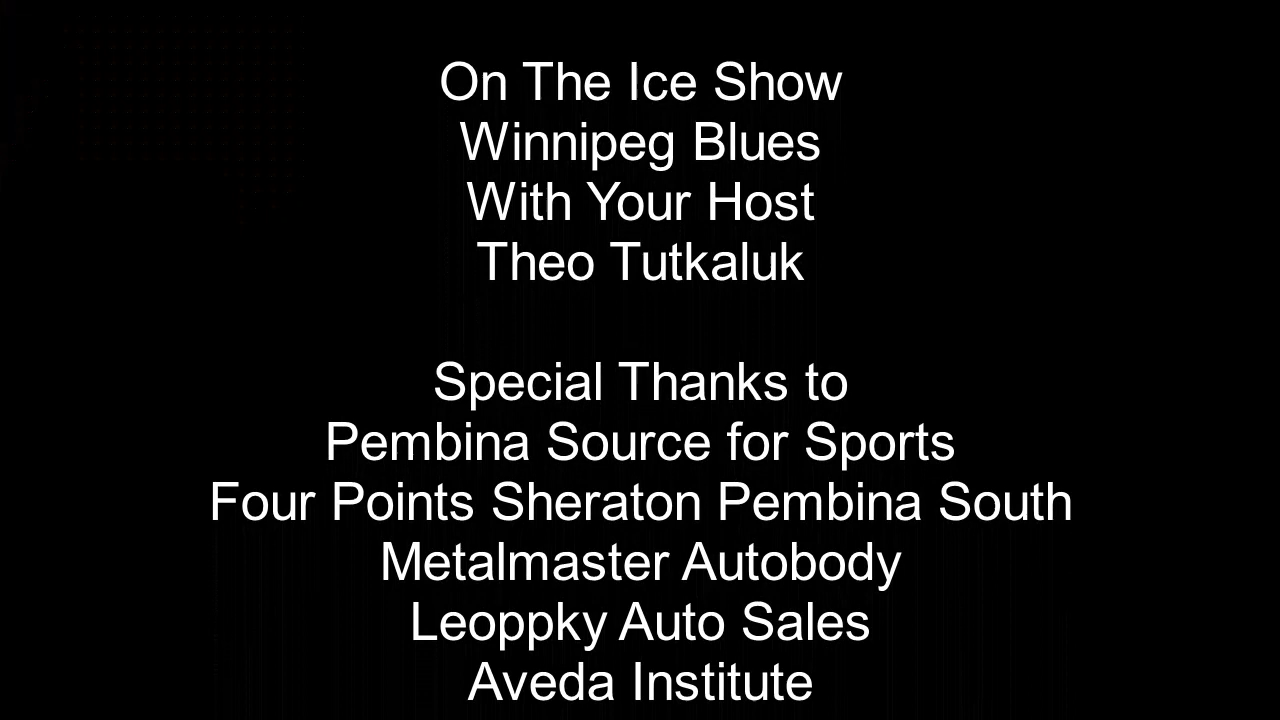 On The Ice Show
Winnipeg Blues
With Your Host
Theo Tutkaluk
Special Thanks to
Pembina Source for Sports
Four Points Sheraton Pembina South
Metalmaster Autobody
Leoppky Auto Sales
Aveda Institute